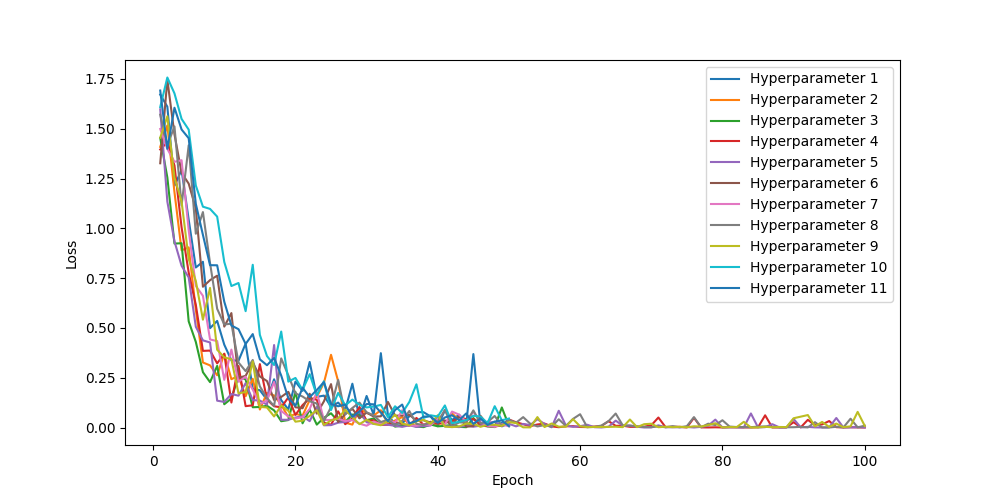 1.75
1.50
1.25
1.00
0.75
0.50
0.25
0.00
Loss
0
20
40
60
80
100
Epoch
Hyperparameter 1
Hyperparameter 2
Hyperparameter 3
Hyperparameter 4
Hyperparameter 5
Hyperparameter 6
Hyperparameter 7
Hyperparameter 8
Hyperparameter 9
Hyperparameter 10
Hyperparameter 11